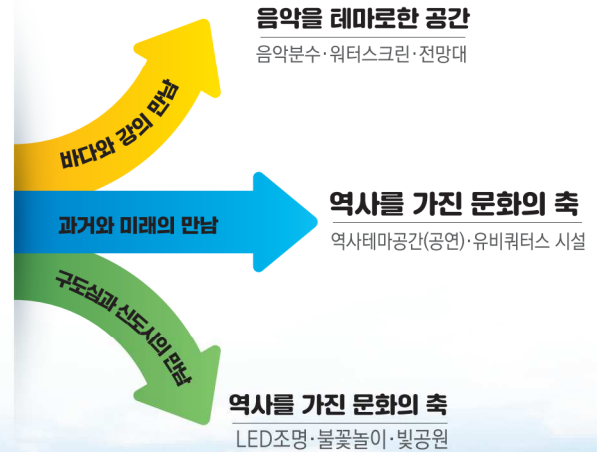 음악을 테마로한 공간
음악분수·워터스크린·전망대
바다와 강의 만남
역사를 가진 문화의 축
역사테마공간(공연)·유비쿼터스 시설
과거와 미래의 만남
구도심과 신도시의 만남
역사를 가진 문화의 축
LED조명·불꽃놀이·빛공원